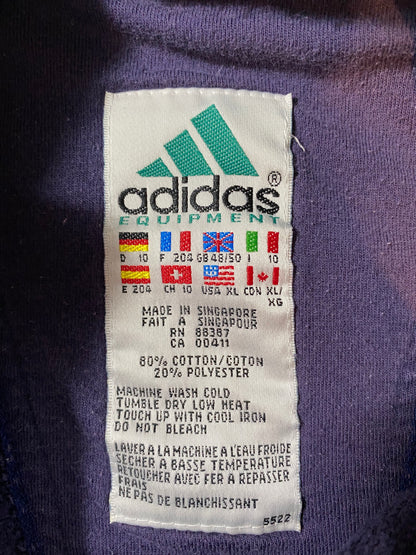 adidas®
EQUIPMENT
D 10 F 204 GB 48/50 I 10
E 204 CH 10 USA XL CDN XL/
XG
MADE IN SINGAPORE
FAIT A SINGAPOUR
RN 88387
CA 00411
80% COTTON/COTON
20% POLYESTER
MACHINE WASH COLD
TUMBLE DRY LOW HEAT
TOUCH UP WITH COOL IRON
DO NOT BLEACH
LAVER A LA MACHINE A L'EAU FROIDE
SECHER A BASSE TEMPERATURE
RETOUCHER AVEC FER A REPASSER
FRAIS
NE PAS DE BLANCHISSANT
5522